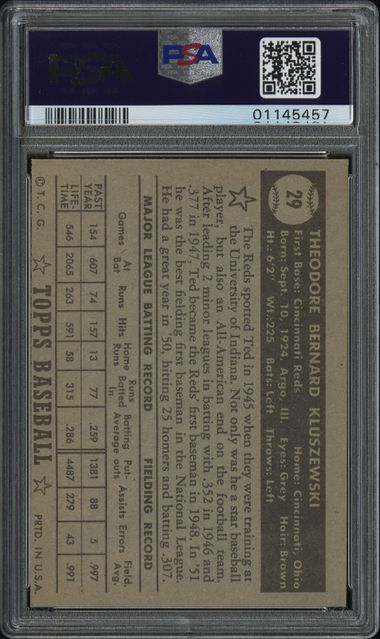 PSA
PSA
01145457
29
THEODORE BERNARD KLUSZEWSKI
First Base: Cincinnati Reds Home: Cincinnati, Ohio
Born: Sept. 10, 1924, Argo, Ill. Eyes: Grey Hair: Brown
Ht.: 6'2" Wt.: 225 Bats: Left Throws: Left
The Reds spotted Ted in 1945 when they were training at
the University of Indiana. Not only was he a star baseball
player, but also an All-American end on the football team.
After leading 2 minor leagues in batting with .352 in 1946 and
.377 in 1947, Ted became the Reds' first baseman in 1948. In '51
he was the best fielding first baseman in the National League.
He had a great year in '50, hitting 25 homers and batting .307.
MAJOR LEAGUE BATTING RECORD FIELDING RECORD
Games At Bat Runs Hits Home Runs Runs Batted In Batting Average Put-outs Assists Errors Field. Avg.
PAST YEAR 154 607 74 157 13 77 .259 1381 88 5 .997
LIFE-TIME 546 2065 263 591 58 315 .286 4487 279 43 .991
© T. C. G. TOPPS BASEBALL PRTD. IN U.S.A.